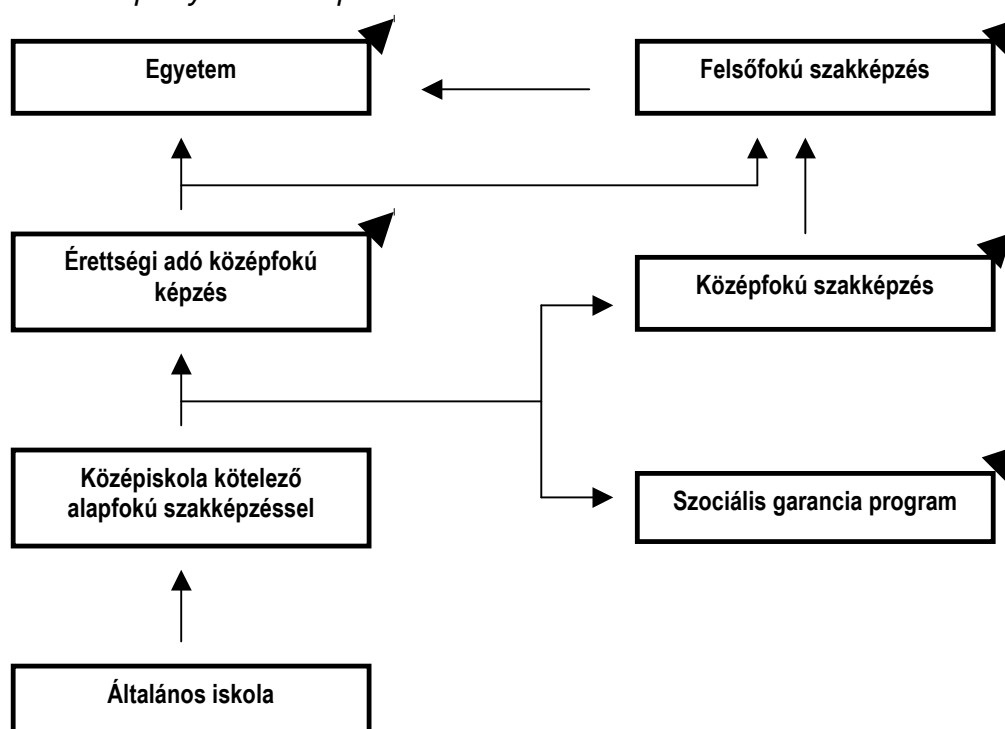 Egyetem
Felsőfokú szakképzés
Érettségi adó középfokú
képzés
Középfokú szakképzés
Középiskola kötelező
alapfokú szakképzéssel
Szociális garancia program
Általános iskola